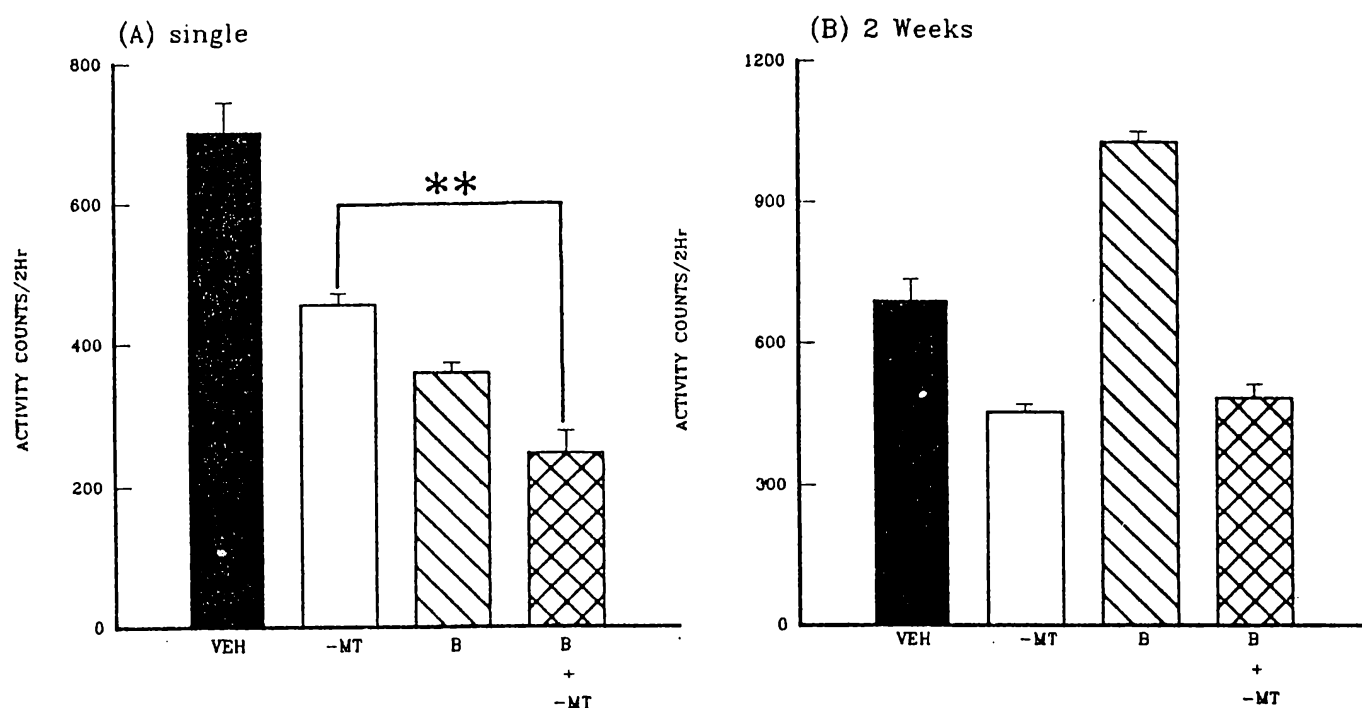 (A) single
800
600
400
200
0
ACTIVITY COUNTS/2Hr
**
VEH
-MT
B
B
+
-MT
(B) 2 Weeks
1200
900
600
300
0
ACTIVITY COUNTS/2Hr
VEH
-MT
B
B
+
-MT